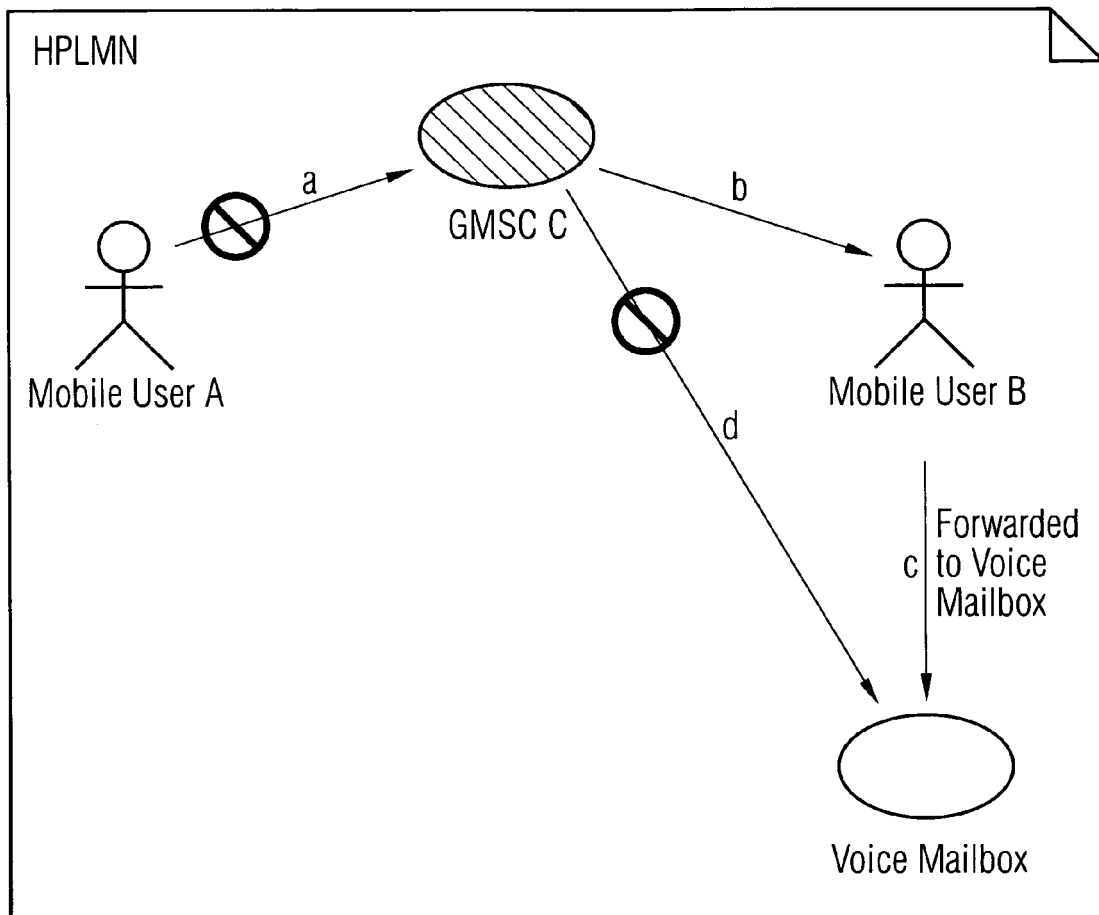 HPLMN
a
b
GMSC C
Mobile User A
Mobile User B
d
c
Forwarded
to Voice
Mailbox
Voice Mailbox